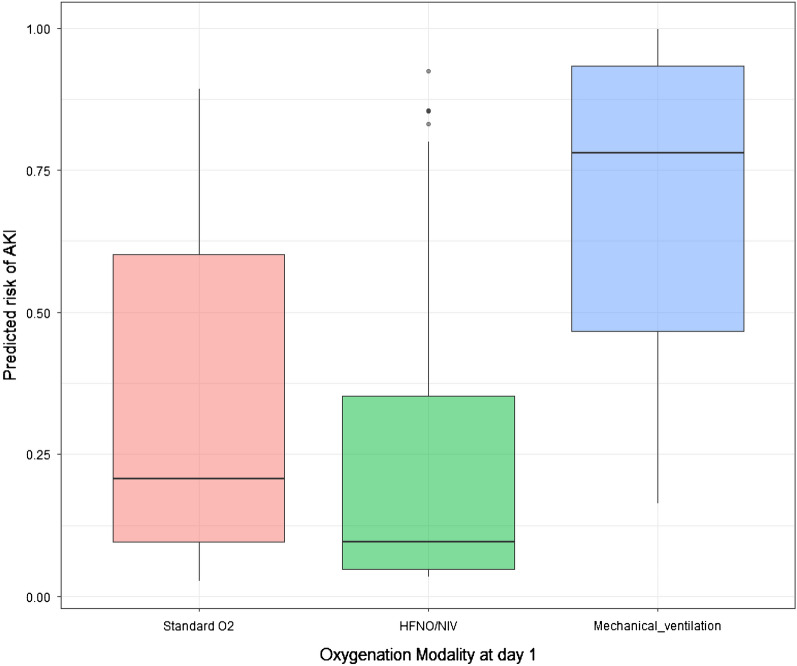 Predicted risk of AKI
1.00
0.75
0.50
0.25
0.00
Standard O2 HFNO/NIV Mechanical_ventilation
Oxygenation Modality at day 1